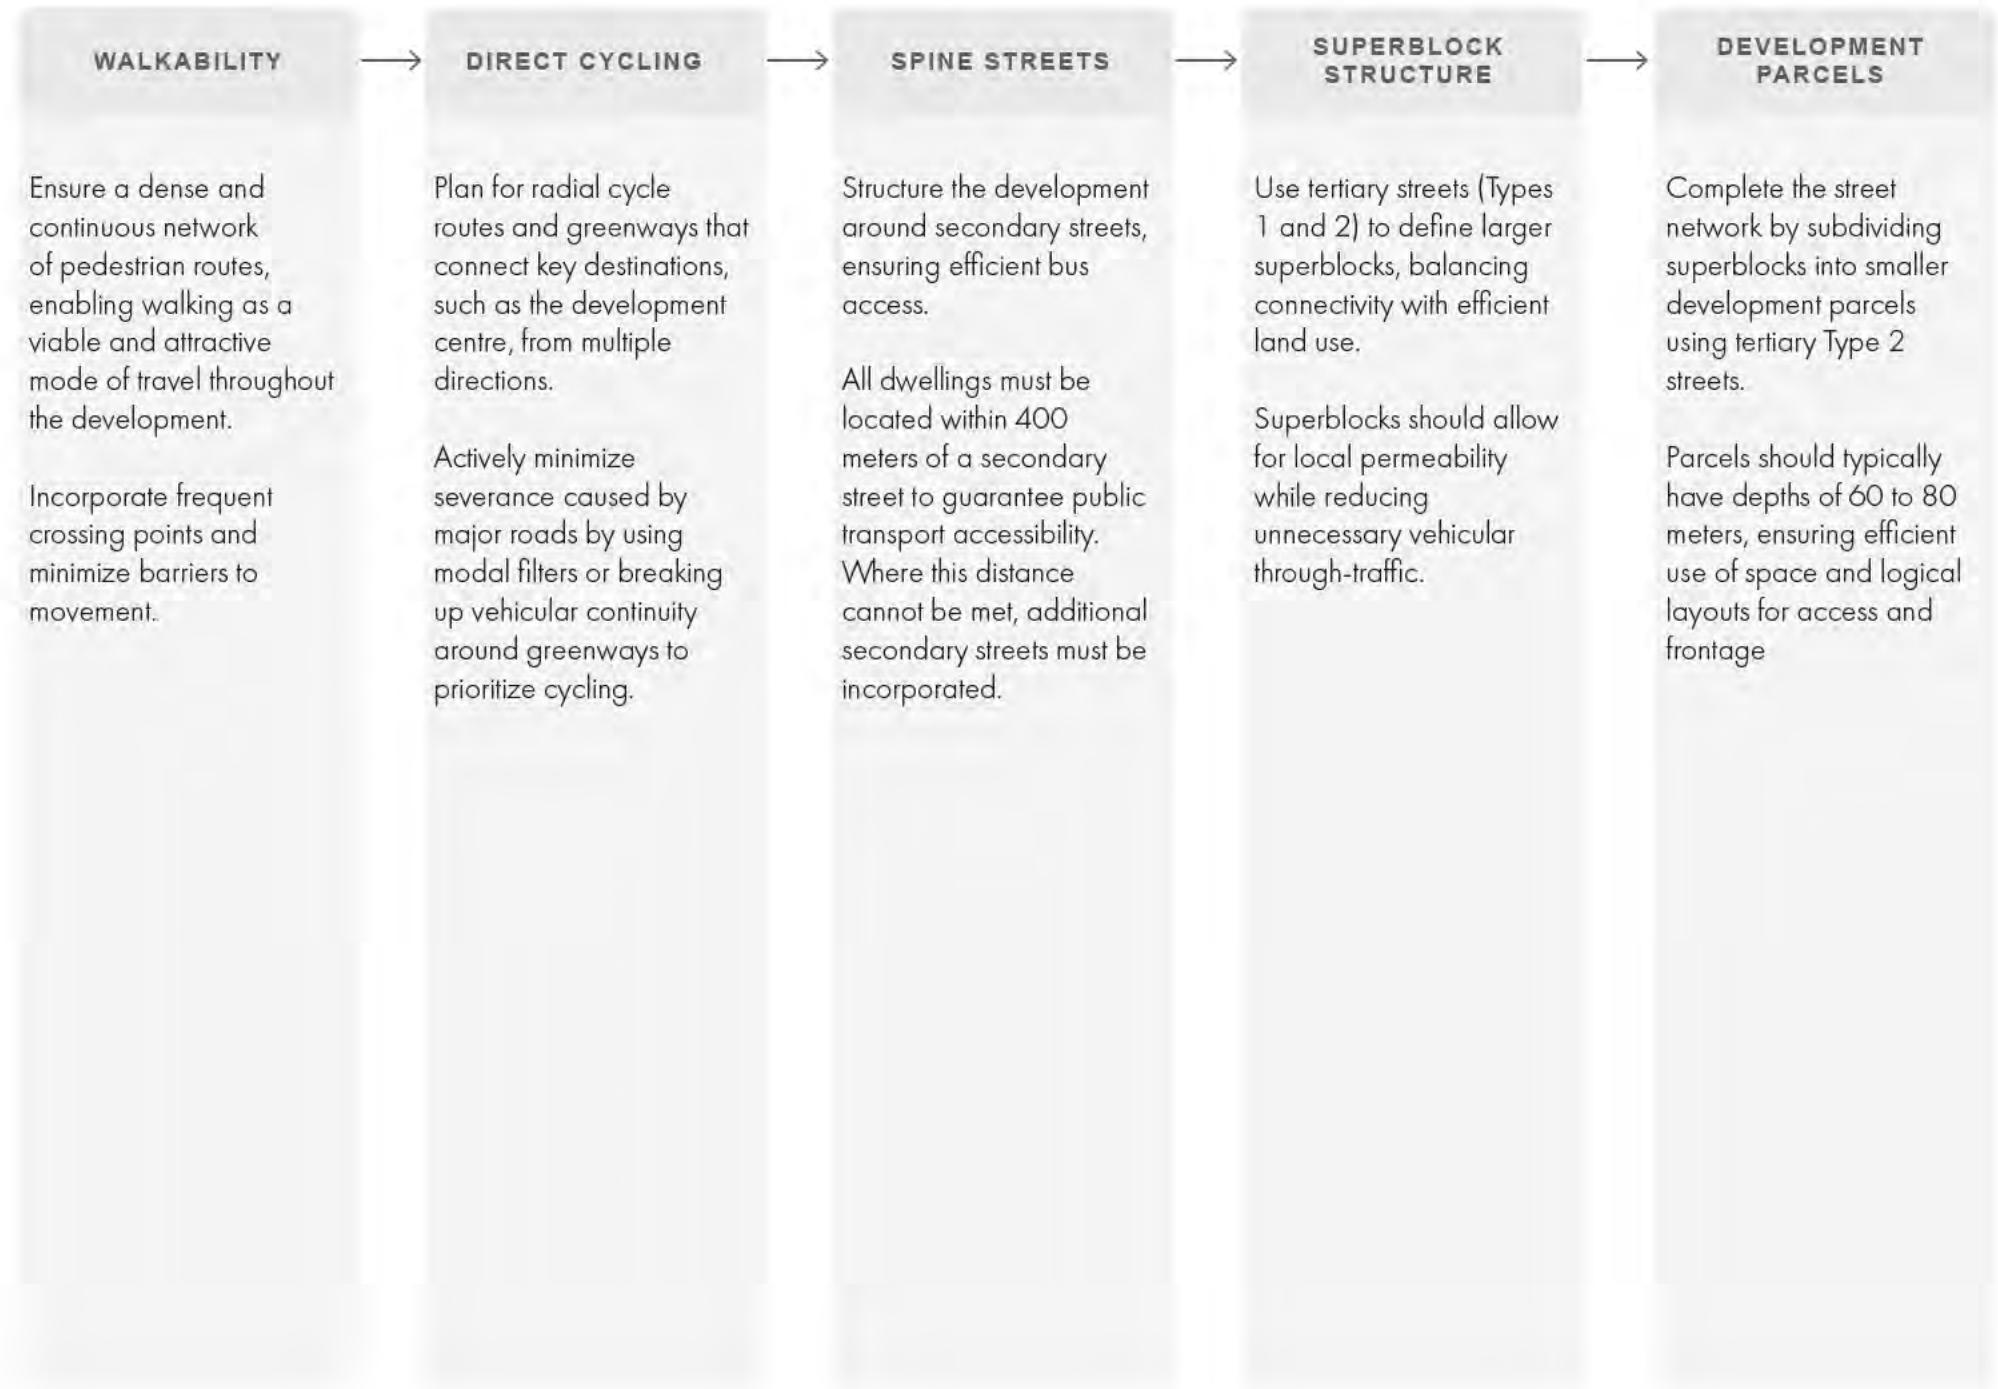 WALKABILITY
Ensure a dense and
continuous network
of pedestrian routes,
enabling walking as a
viable and attractive
mode of travel throughout
the development.
Incorporate frequent
crossing points and
minimize barriers to
movement.
DIRECT CYCLING
Plan for radial cycle
routes and greenways that
connect key destinations,
such as the development
centre, from multiple
directions.
Actively minimize
severance caused by
major roads by using
modal filters or breaking
up vehicular continuity
around greenways to
prioritize cycling.
SPINE STREETS
Structure the development
around secondary streets,
ensuring efficient bus
access.
All dwellings must be
located within 400
meters of a secondary
street to guarantee public
transport accessibility.
Where this distance
cannot be met, additional
secondary streets must be
incorporated.
SUPERBLOCK
STRUCTURE
Use tertiary streets (Types
1 and 2) to define larger
superblocks, balancing
connectivity with efficient
land use.
Superblocks should allow
for local permeability
while reducing
unnecessary vehicular
through-traffic.
DEVELOPMENT
PARCELS
Complete the street
network by subdividing
superblocks into smaller
development parcels
using tertiary Type 2
streets.
Parcels should typically
have depths of 60 to 80
meters, ensuring efficient
use of space and logical
layouts for access and
frontage